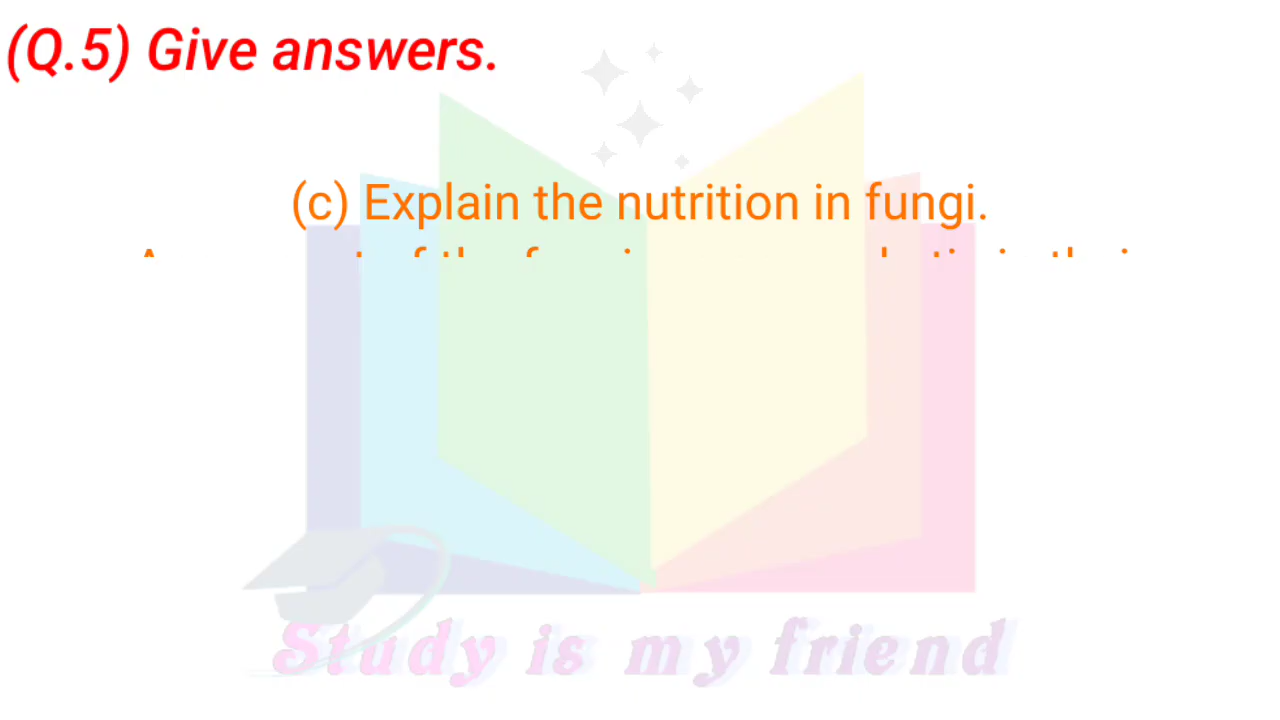 (Q.5) Give answers.
(c) Explain the nutrition in fungi.
Study is my friend